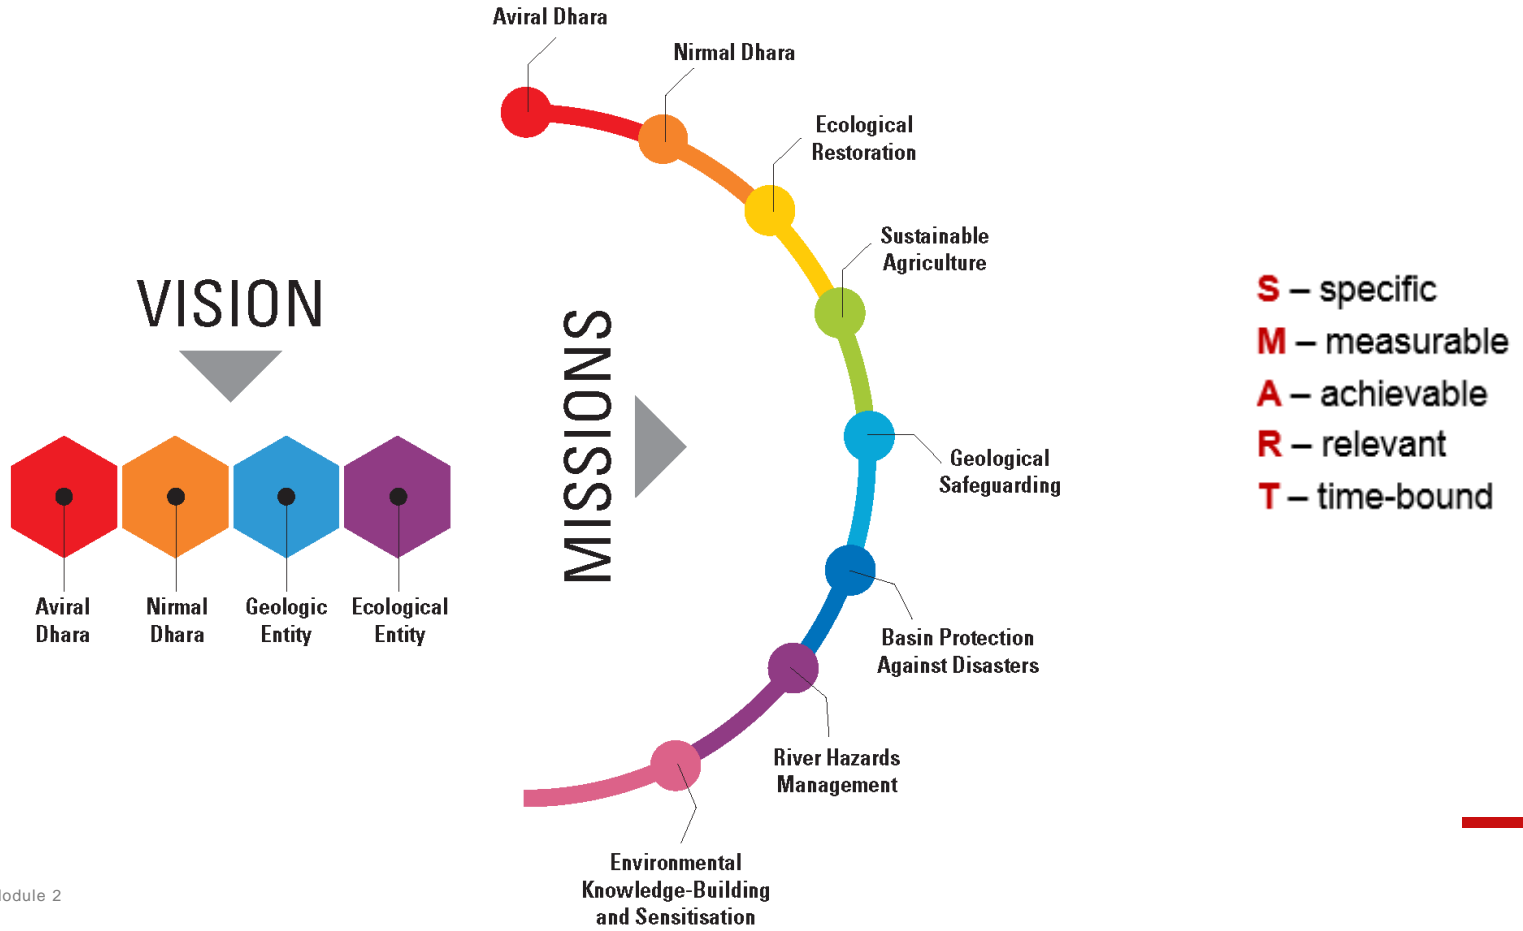 VISION
Aviral
Dhara
Nirmal
Dhara
Geologic
Entity
Ecological
Entity
MISSIONS
Aviral Dhara
Nirmal Dhara
Ecological
Restoration
Sustainable
Agriculture
Geological
Safeguarding
Basin Protection
Against Disasters
River Hazards
Management
Environmental
Knowledge-Building
and Sensitisation
S – specific
M – measurable
A – achievable
R – relevant
T – time-bound
odule 2